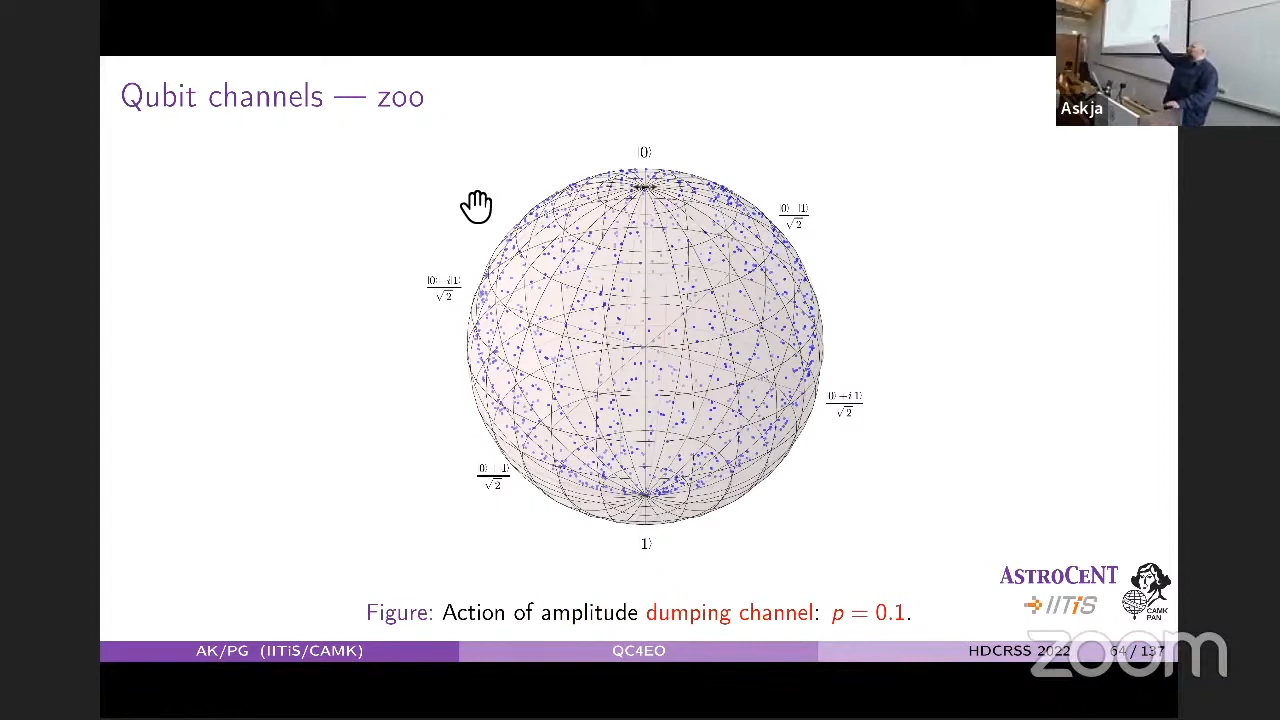 Qubit channels — zoo
Askja
|0⟩
|0⟩−|1⟩
√2
|0⟩−i|1⟩
√2
|0⟩+i|1⟩
√2
|0⟩+|1⟩
√2
|1⟩
ASTROCENT
IITiS
CAMK
PAN
Figure: Action of amplitude dumping channel: p = 0.1.
AK/PG (IITiS/CAMK) QC4EO HDCRSS 2022 64 / 137
zoom